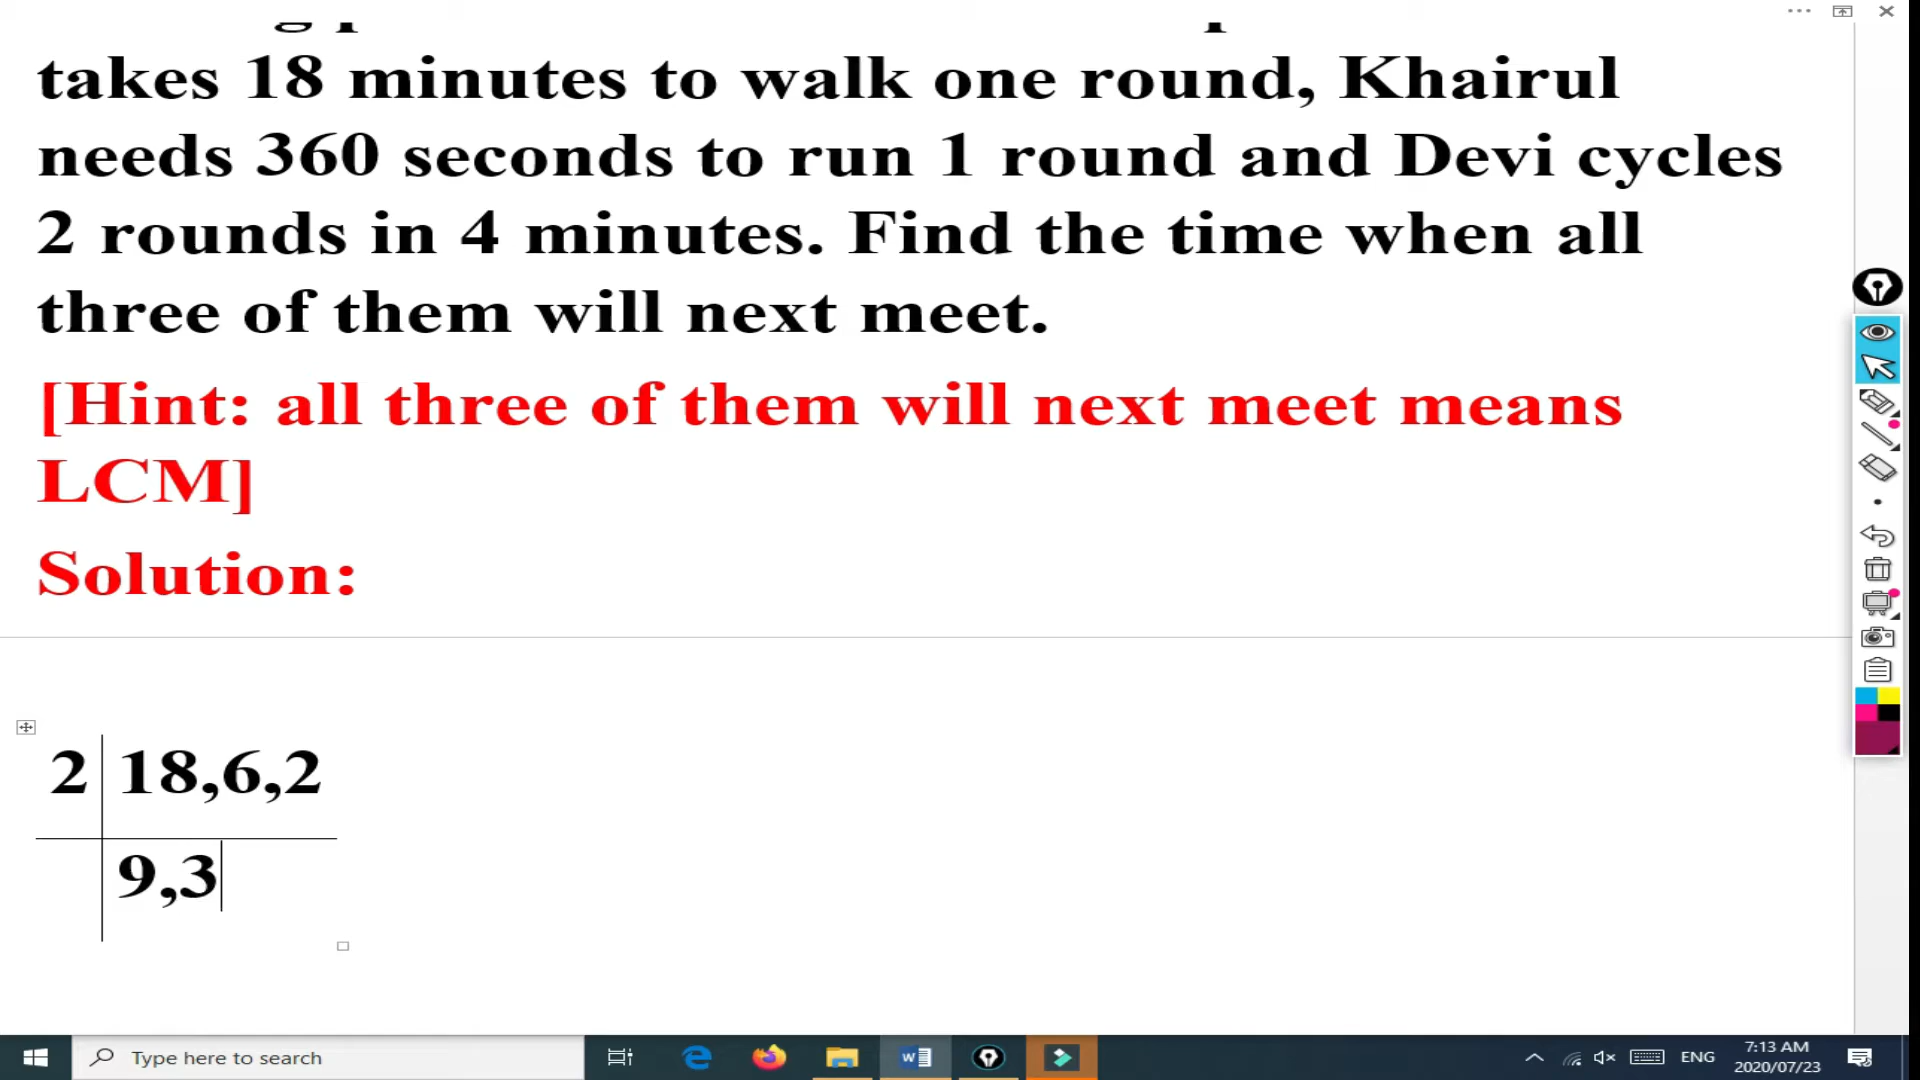 takes 18 minutes to walk one round, Khairul
needs 360 seconds to run 1 round and Devi cycles
2 rounds in 4 minutes. Find the time when all
three of them will next meet.
[Hint: all three of them will next meet means
LCM]
Solution:
2 18,6,2
9,3
Type here to search
ENG
7:13 AM
2020/07/23